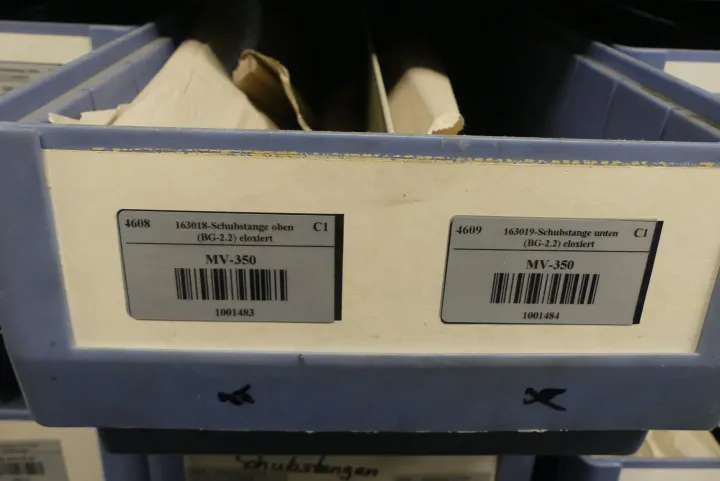 4608 163018-Schubstange oben C1
(BG-2.2) eloxiert
MV-350
1001483
4609 163019-Schubstange unten C1
(BG-2.2) eloxiert
MV-350
1001484
Schubstangen